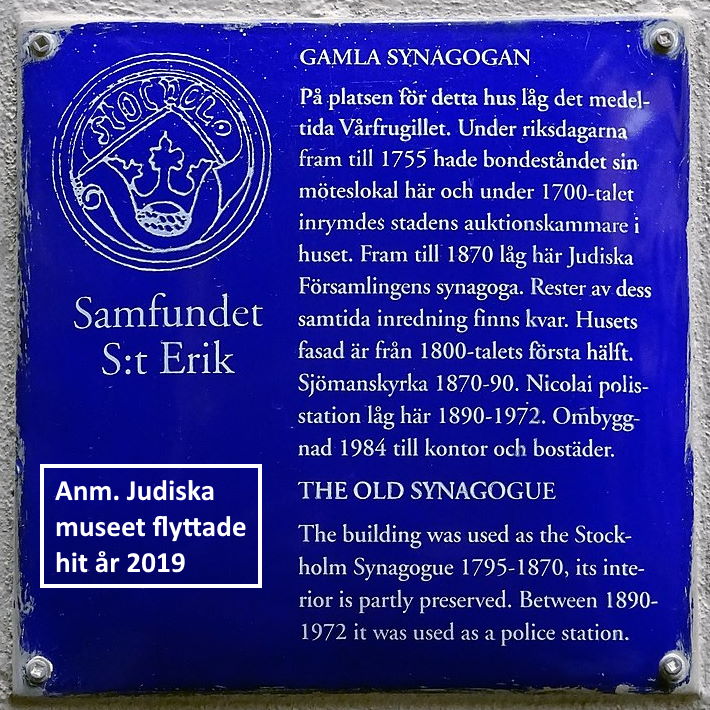 STOCHOLM
Samfundet
S:t Erik
Anm. Judiska
museet flyttade
hit år 2019
GAMLA SYNAGOGAN
På platsen för detta hus låg det medel-
tida Vårfrugillet. Under riksdagarna
fram till 1755 hade bondeståndet sin
möteslokal här och under 1700-talet
inrymdes stadens auktionskammare i
huset. Fram till 1870 låg här Judiska
Församlingens synagoga. Rester av dess
samtida inredning finns kvar. Husets
fasad är från 1800-talets första hälft.
Sjömanskyrka 1870-90. Nicolai polis-
station låg här 1890-1972. Ombygg-
nad 1984 till kontor och bostäder.
THE OLD SYNAGOGUE
The building was used as the Stock-
holm Synagogue 1795-1870, its inte-
rior is partly preserved. Between 1890-
1972 it was used as a police station.